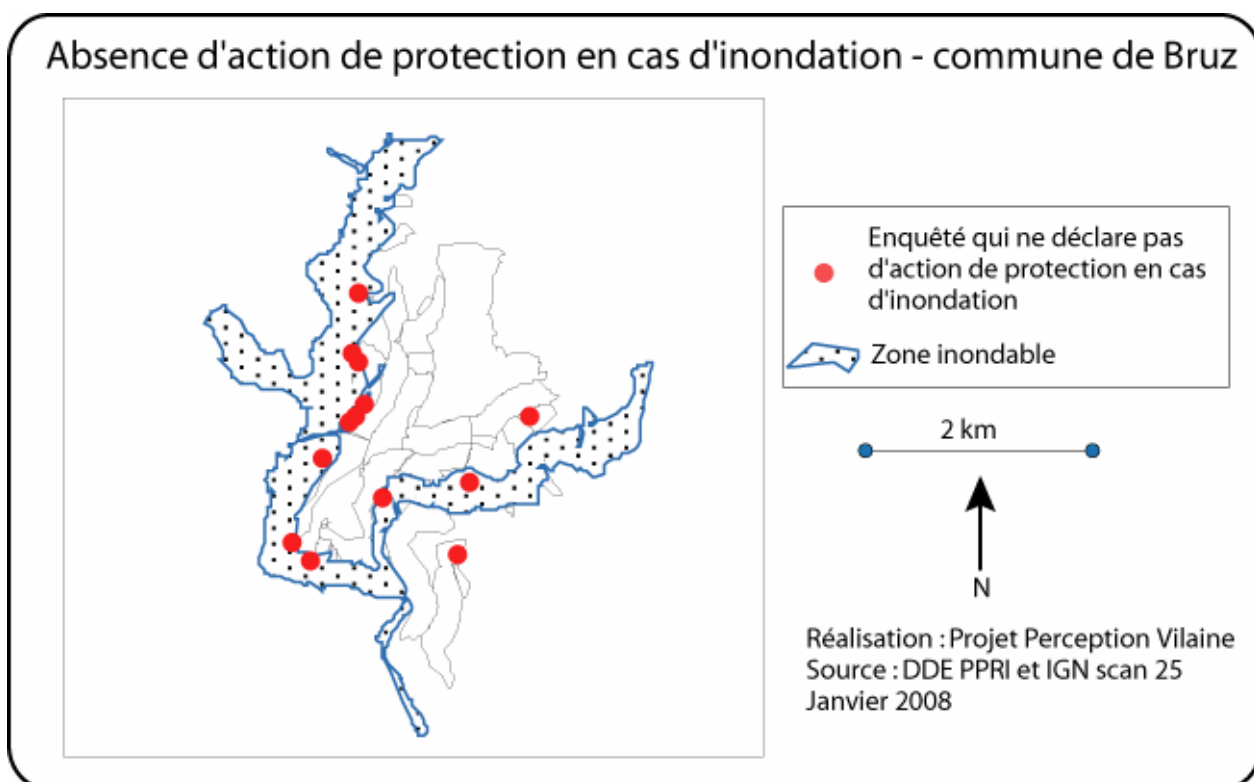 Absence d'action de protection en cas d'inondation - commune de Bruz
Enquêté qui ne déclare pas
d'action de protection en cas
d'inondation
Zone inondable
2 km
N
Réalisation : Projet Perception Vilaine
Source : DDE PPRI et IGN scan 25
Janvier 2008